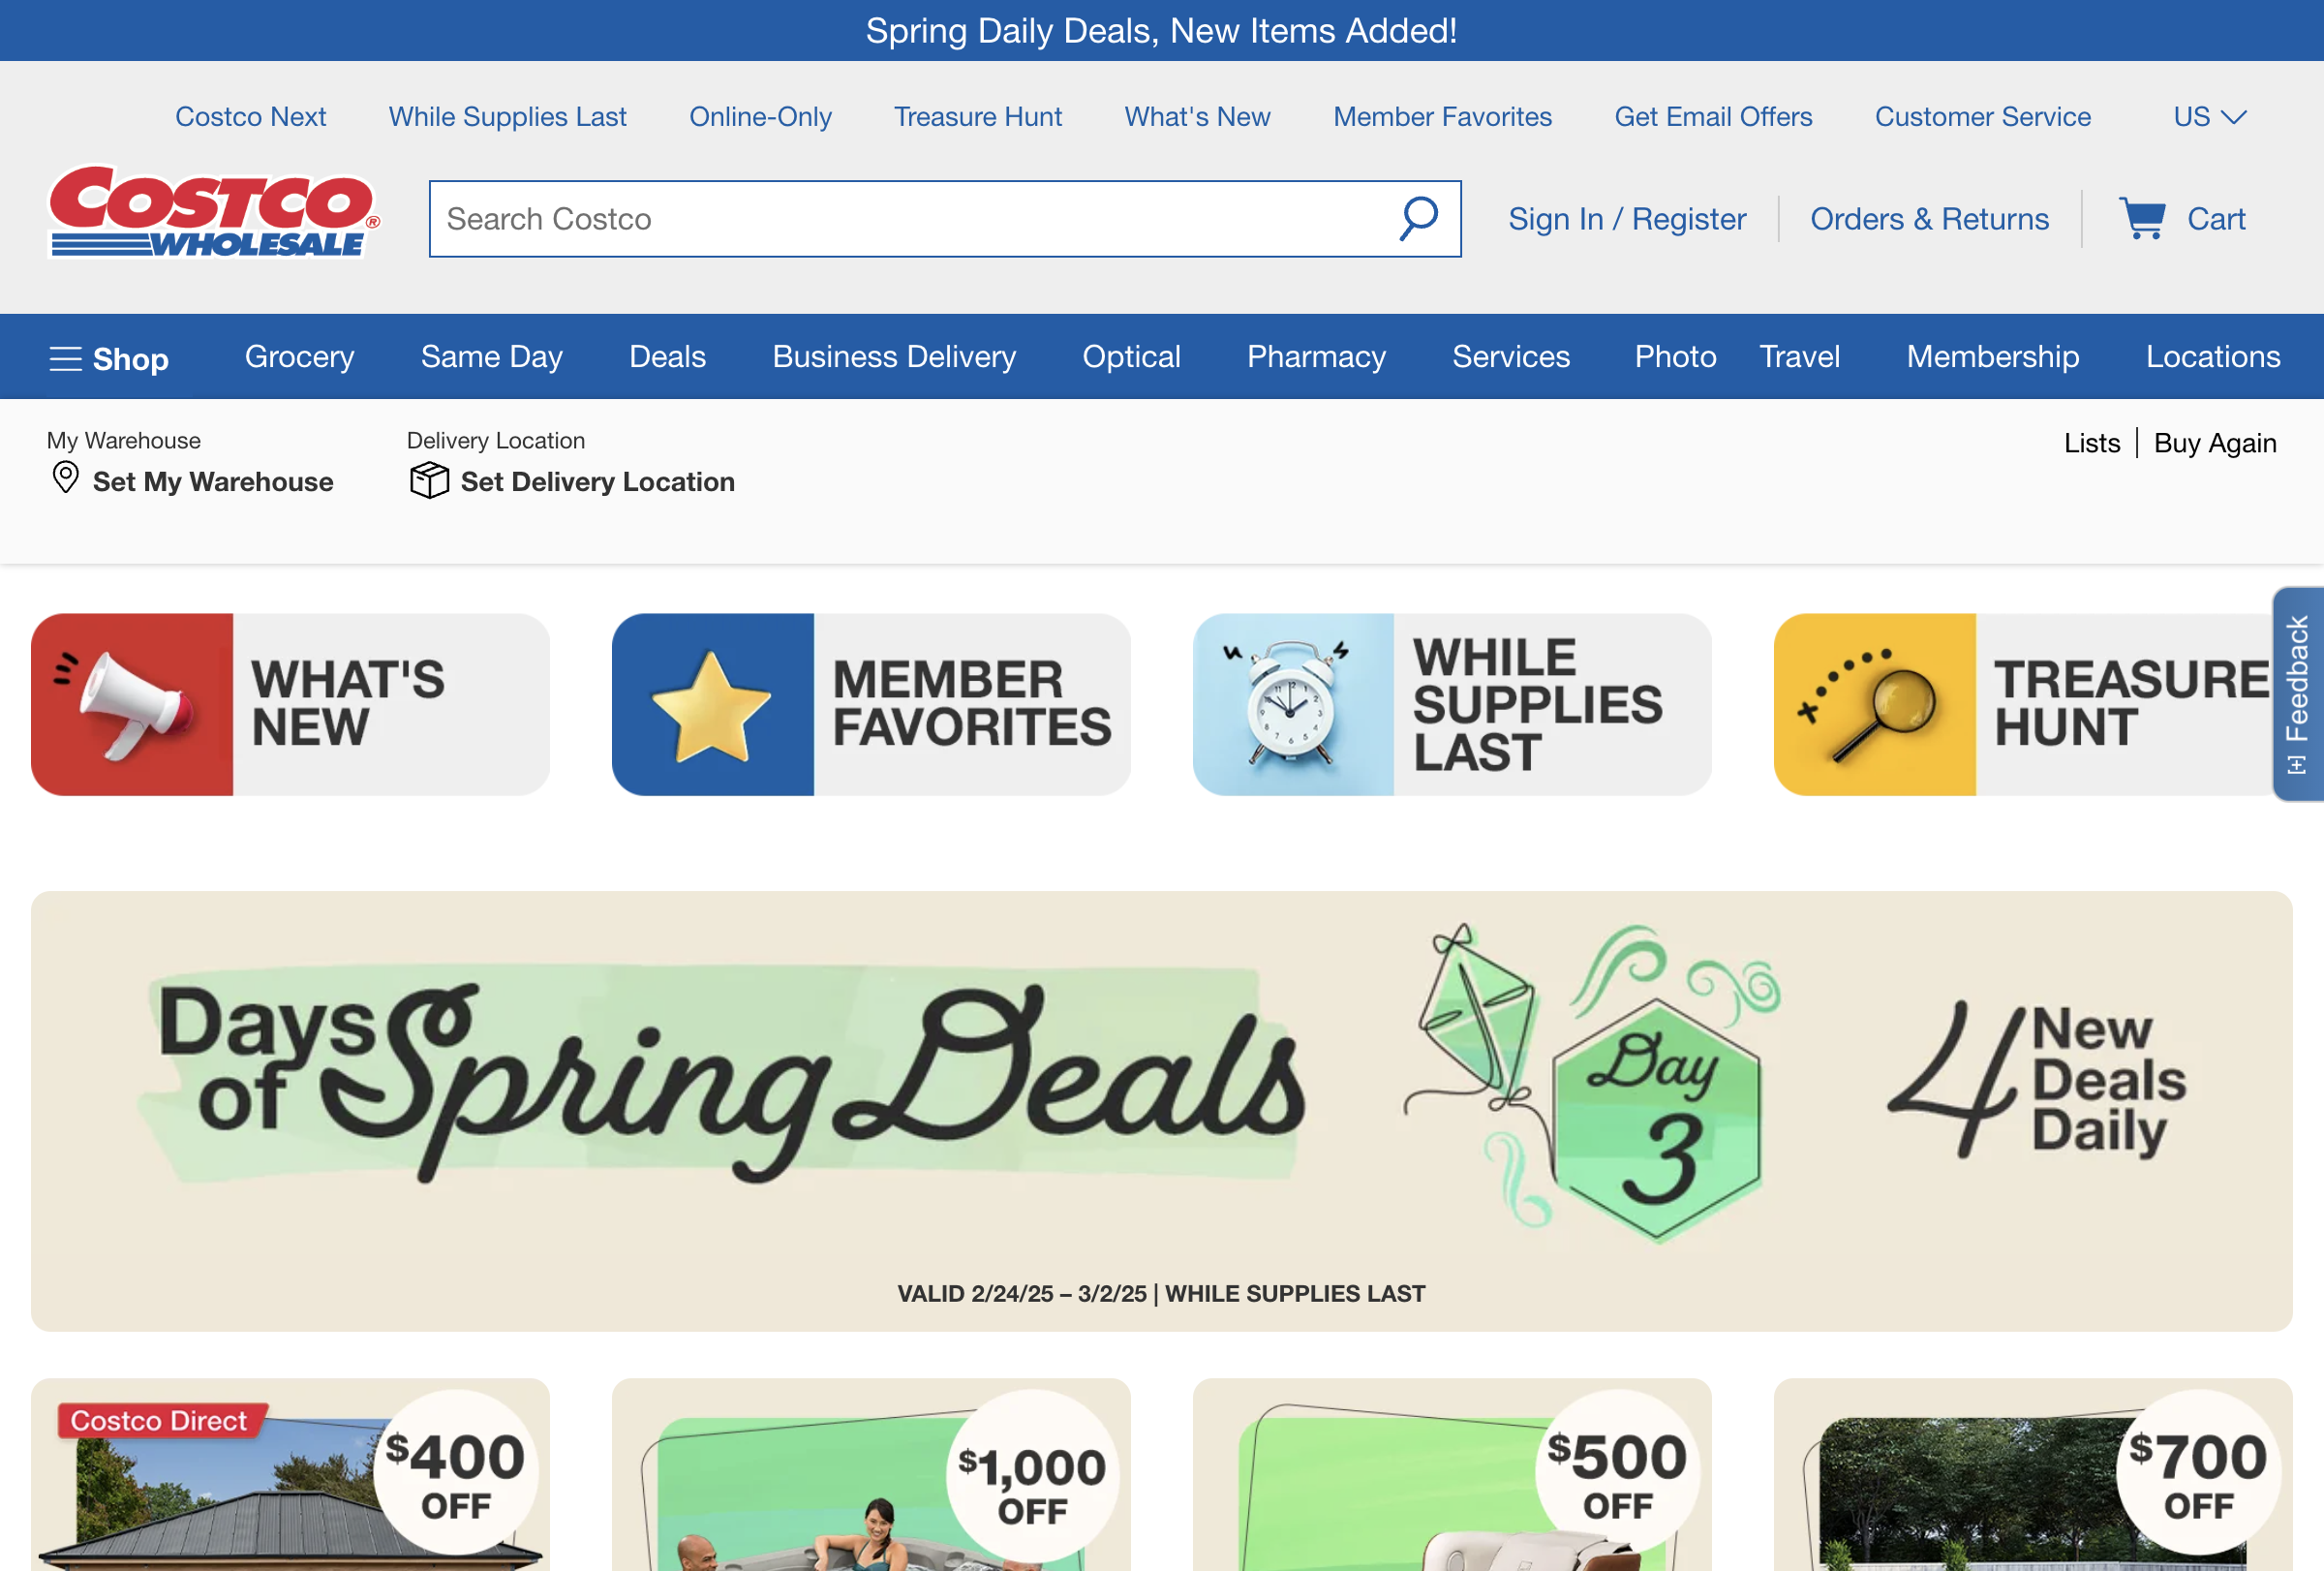 Spring Daily Deals, New Items Added!
Costco Next While Supplies Last Online-Only Treasure Hunt What's New Member Favorites Get Email Offers Customer Service US
COSTCO®
WHOLESALE
Search Costco
Sign In / Register Orders & Returns Cart
Shop Grocery Same Day Deals Business Delivery Optical Pharmacy Services Photo Travel Membership Locations
My Warehouse
Set My Warehouse
Delivery Location
Set Delivery Location
Lists | Buy Again
WHAT'S
NEW
MEMBER
FAVORITES
WHILE
SUPPLIES
LAST
TREASURE
HUNT
[+] Feedback
Days
of
Spring Deals
Day
3
4
New
Deals
Daily
VALID 2/24/25 – 3/2/25 | WHILE SUPPLIES LAST
Costco Direct
$400
OFF
$1,000
OFF
$500
OFF
$700
OFF